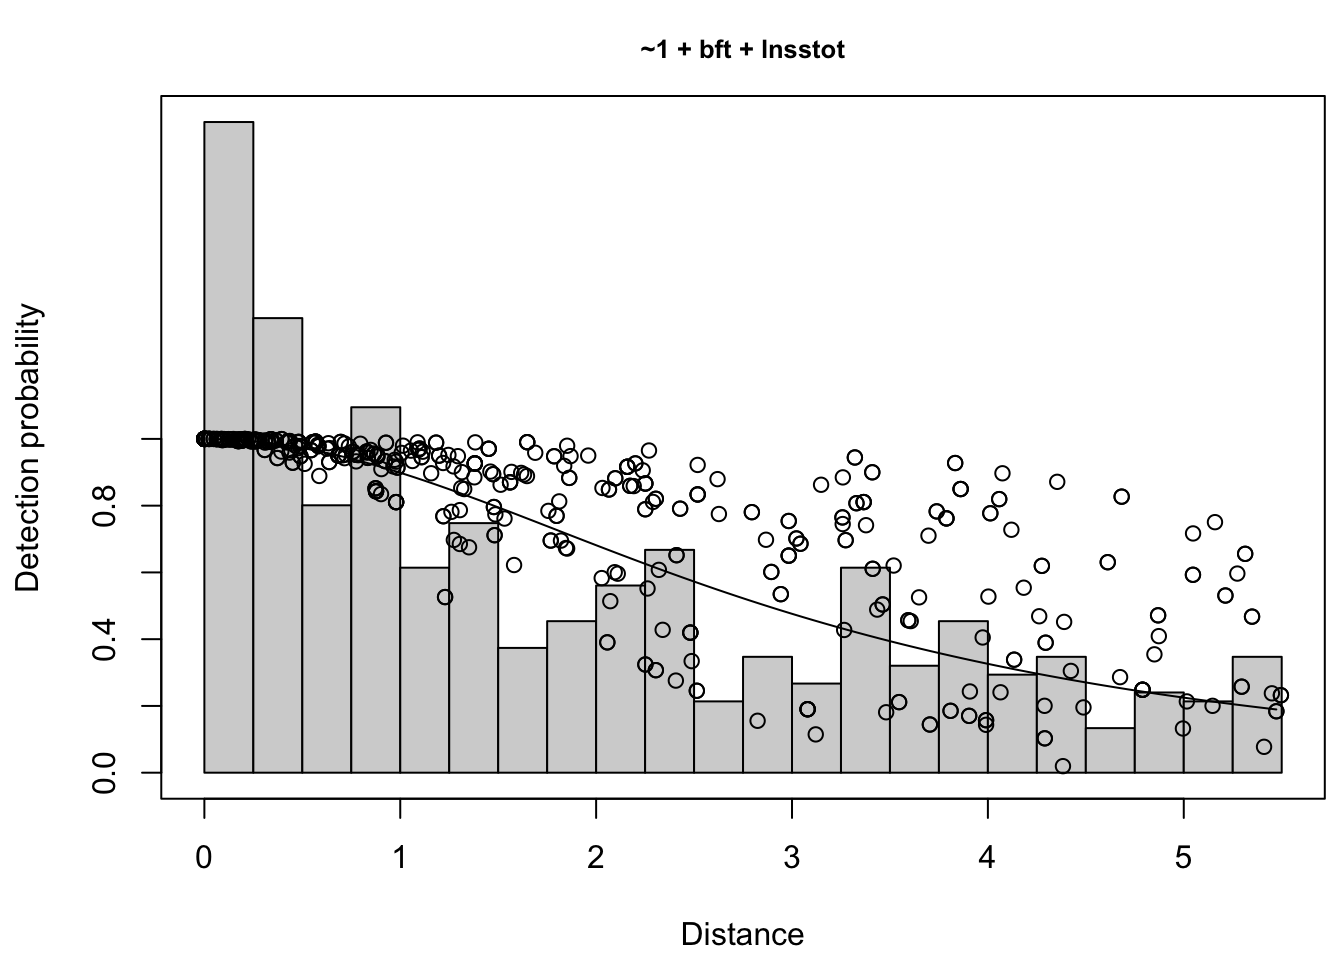 ~1 + bft + lnsstot
Detection probability
0.8
0.4
0.0
0 1 2 3 4 5
Distance